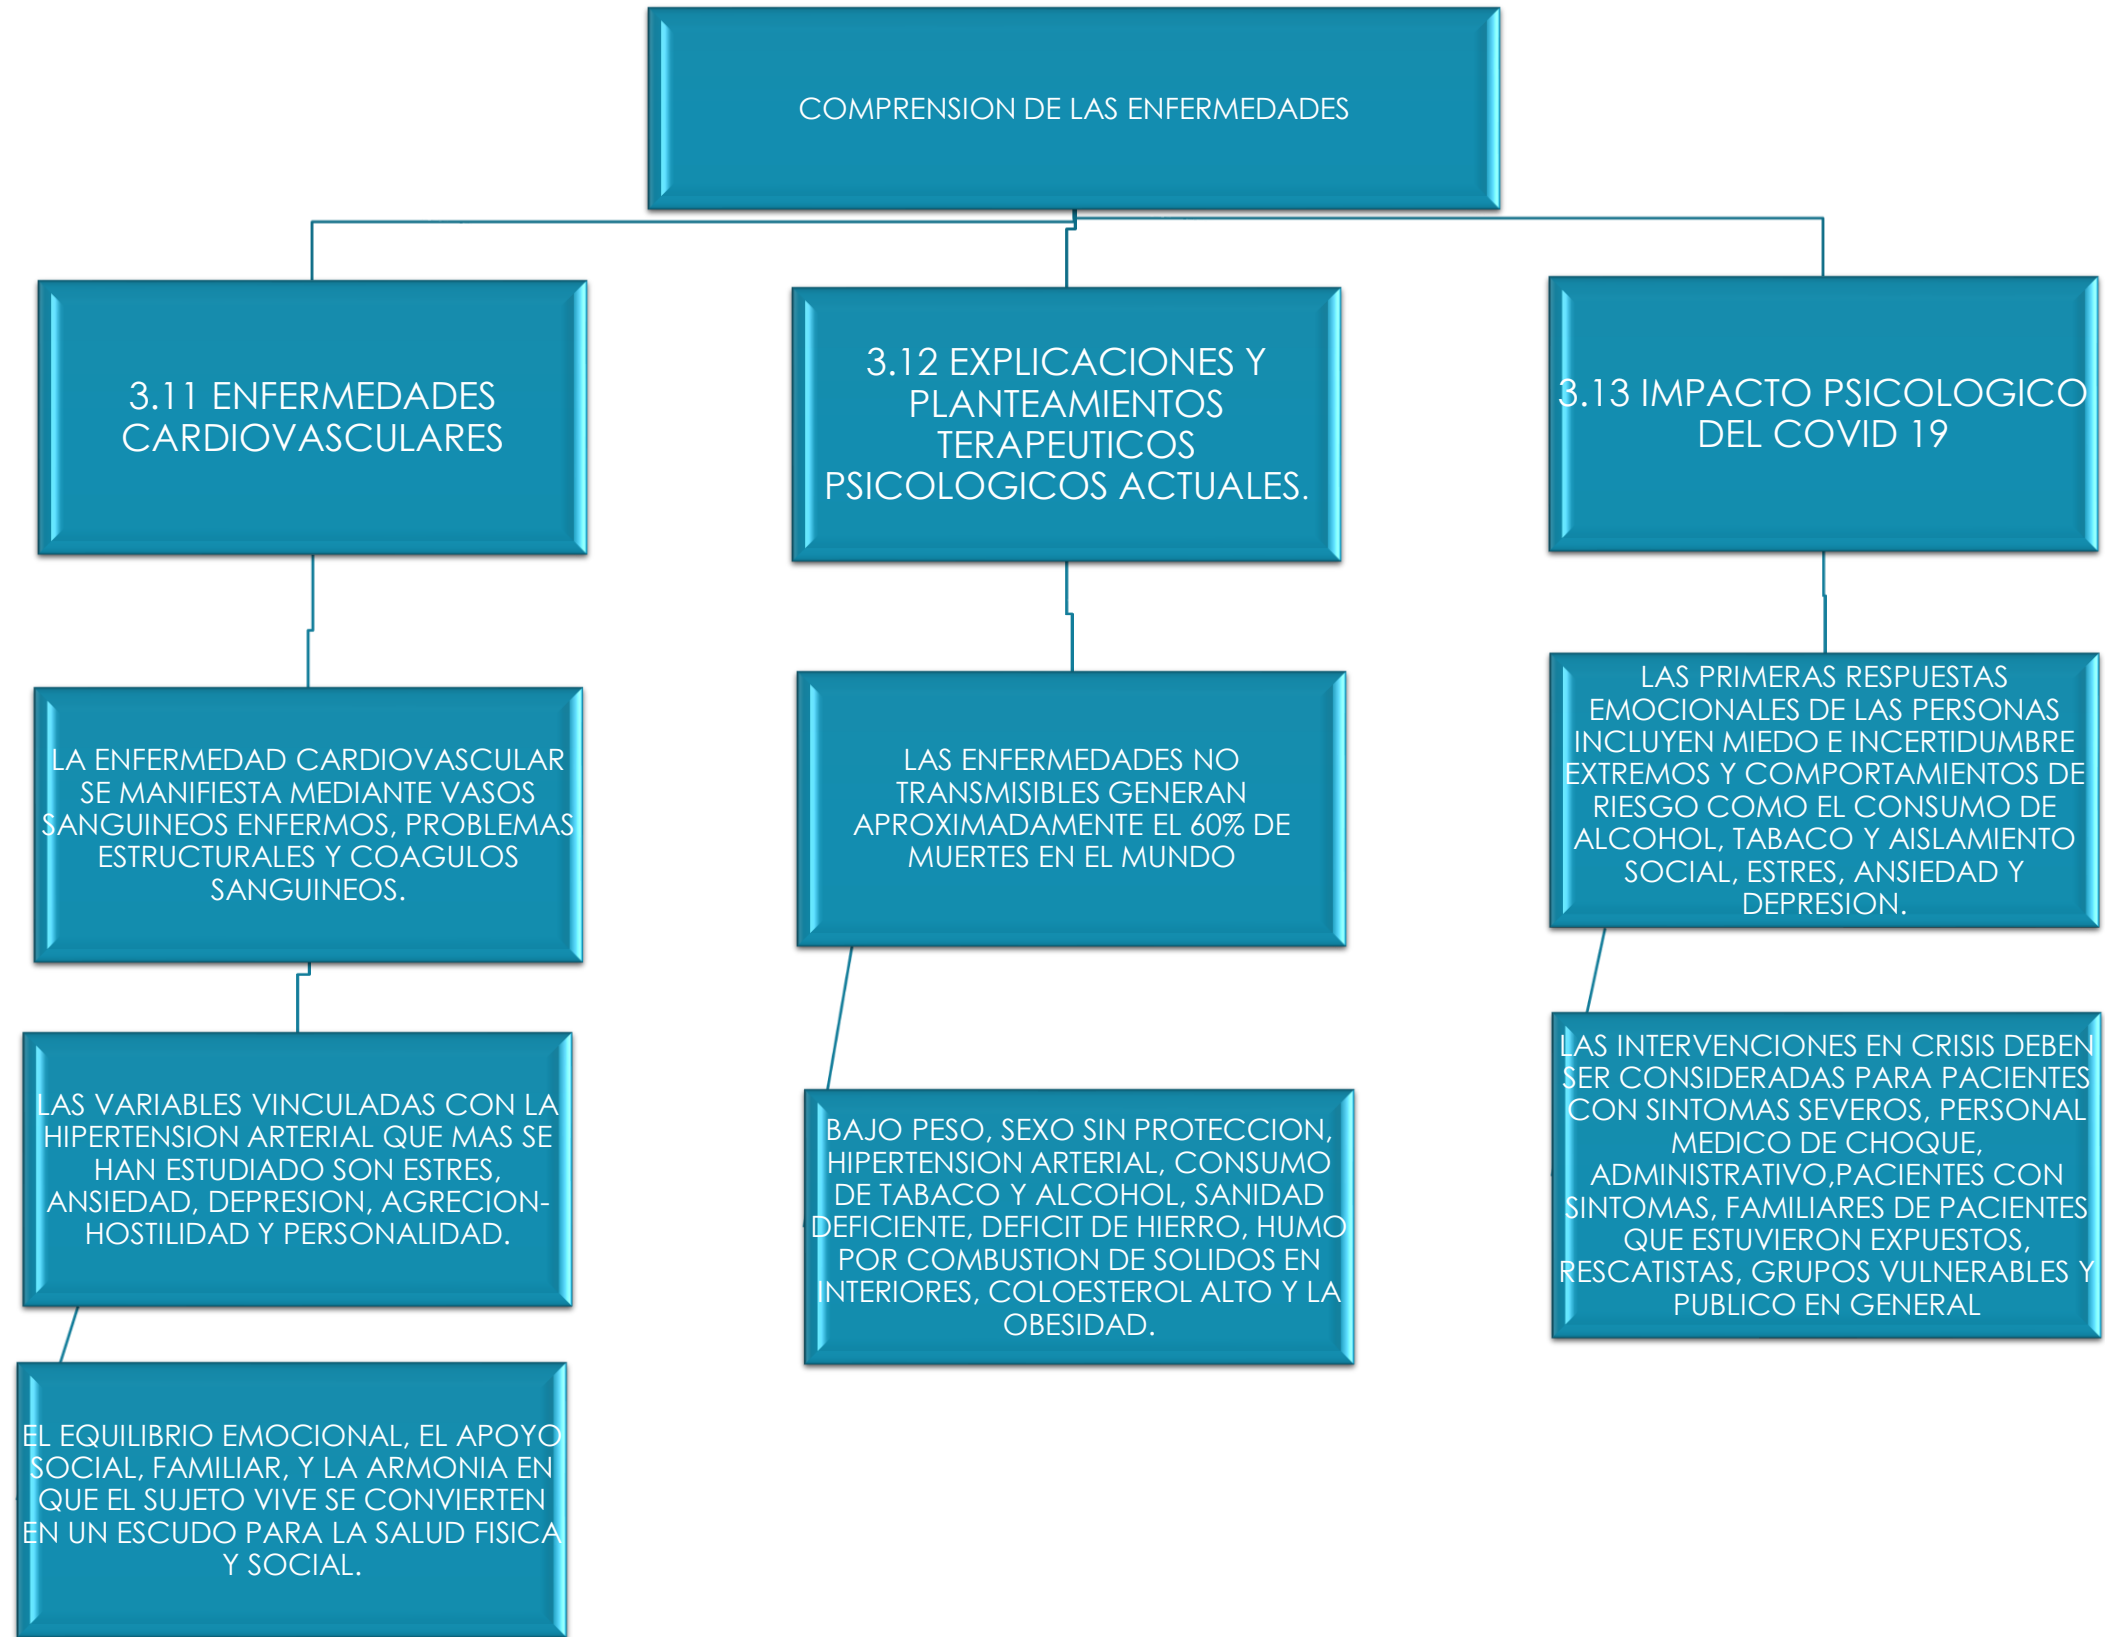 COMPRENSION DE LAS ENFERMEDADES
3.11 ENFERMEDADES
CARDIOVASCULARES
LA ENFERMEDAD CARDIOVASCULAR
SE MANIFIESTA MEDIANTE VASOS
SANGUINEOS ENFERMOS, PROBLEMAS
ESTRUCTURALES Y COAGULOS
SANGUINEOS.
LAS VARIABLES VINCULADAS CON LA
HIPERTENSION ARTERIAL QUE MAS SE
HAN ESTUDIADO SON ESTRES,
ANSIEDAD, DEPRESION, AGRECION-
HOSTILIDAD Y PERSONALIDAD.
EL EQUILIBRIO EMOCIONAL, EL APOYO
SOCIAL, FAMILIAR, Y LA ARMONIA EN
QUE EL SUJETO VIVE SE CONVIERTEN
EN UN ESCUDO PARA LA SALUD FISICA
Y SOCIAL.
3.12 EXPLICACIONES Y
PLANTEAMIENTOS
TERAPEUTICOS
PSICOLOGICOS ACTUALES.
LAS ENFERMEDADES NO
TRANSMISIBLES GENERAN
APROXIMADAMENTE EL 60% DE
MUERTES EN EL MUNDO
BAJO PESO, SEXO SIN PROTECCION,
HIPERTENSION ARTERIAL, CONSUMO
DE TABACO Y ALCOHOL, SANIDAD
DEFICIENTE, DEFICIT DE HIERRO, HUMO
POR COMBUSTION DE SOLIDOS EN
INTERIORES, COLOESTEROL ALTO Y LA
OBESIDAD.
3.13 IMPACTO PSICOLOGICO
DEL COVID 19
LAS PRIMERAS RESPUESTAS
EMOCIONALES DE LAS PERSONAS
INCLUYEN MIEDO E INCERTIDUMBRE
EXTREMOS Y COMPORTAMIENTOS DE
RIESGO COMO EL CONSUMO DE
ALCOHOL, TABACO Y AISLAMIENTO
SOCIAL, ESTRES, ANSIEDAD Y
DEPRESION.
LAS INTERVENCIONES EN CRISIS DEBEN
SER CONSIDERADAS PARA PACIENTES
CON SINTOMAS SEVEROS, PERSONAL
MEDICO DE CHOQUE,
ADMINISTRATIVO,PACIENTES CON
SINTOMAS, FAMILIARES DE PACIENTES
QUE ESTUVIERON EXPUESTOS,
RESCATISTAS, GRUPOS VULNERABLES Y
PUBLICO EN GENERAL